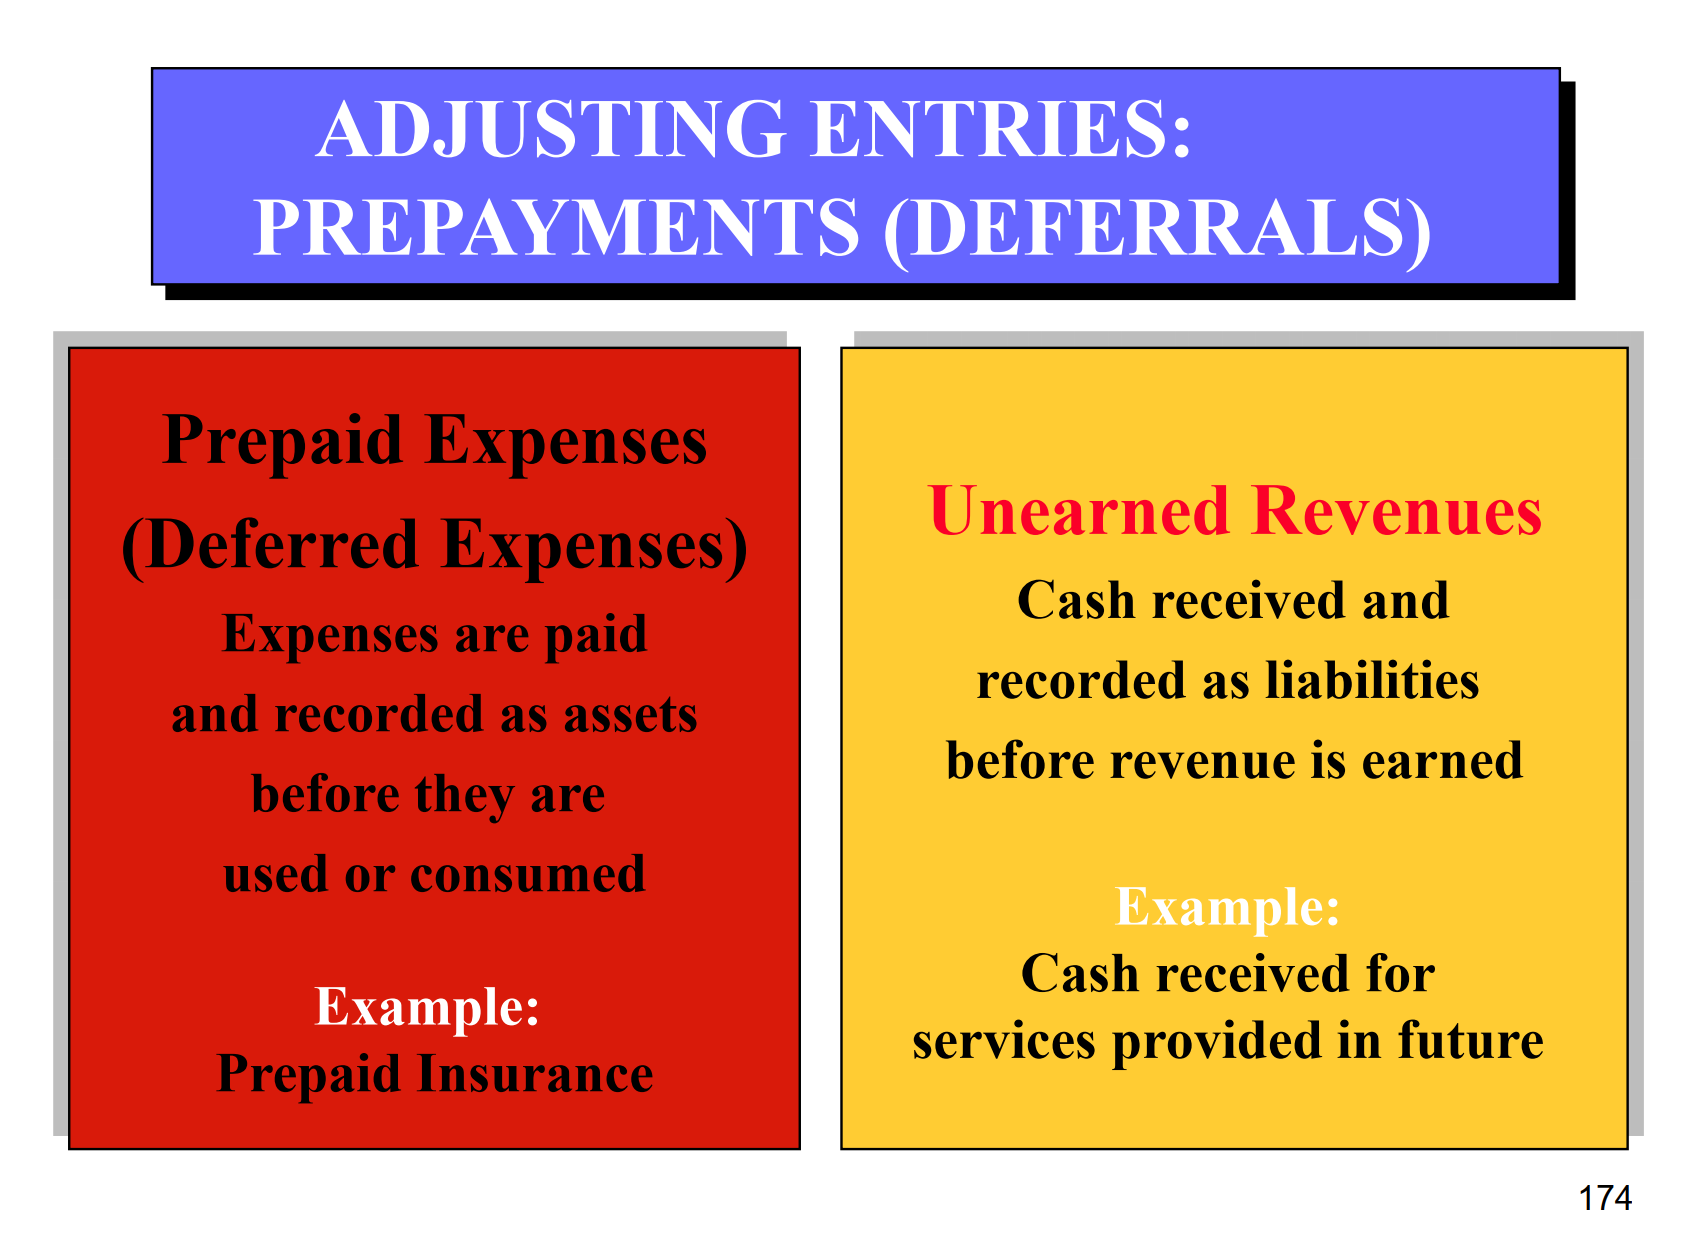 ADJUSTING ENTRIES:
PREPAYMENTS (DEFERRALS)
Prepaid Expenses
(Deferred Expenses)
Expenses are paid
and recorded as assets
before they are
used or consumed
Example:
Prepaid Insurance
Unearned Revenues
Cash received and
recorded as liabilities
before revenue is earned
Example:
Cash received for
services provided in future
174